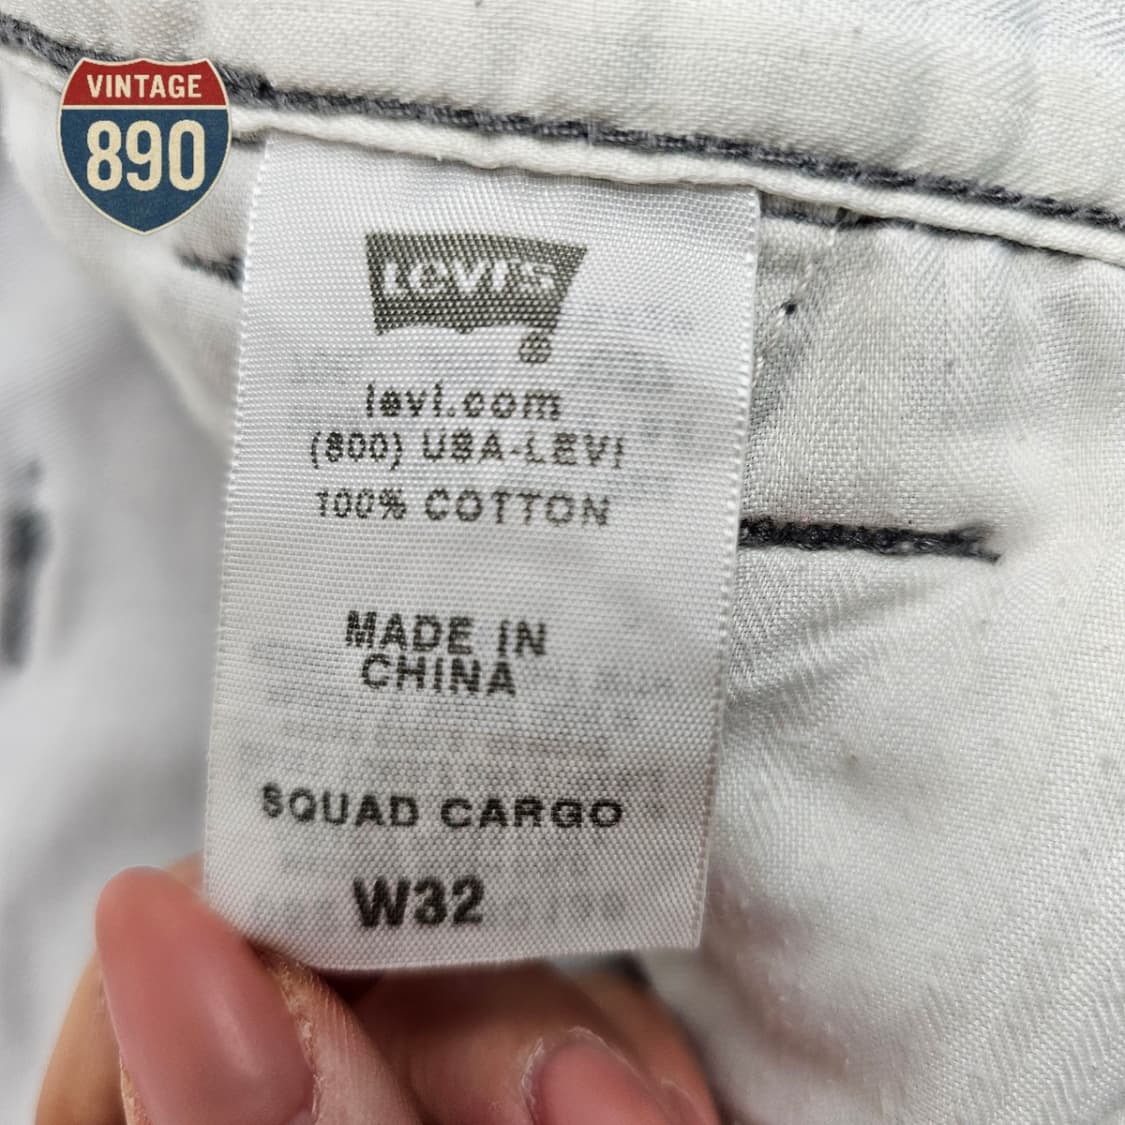 VINTAGE
890
Levi's
®
levi.com
(800) USA-LEVI
100% COTTON
MADE IN
CHINA
SQUAD CARGO
W32